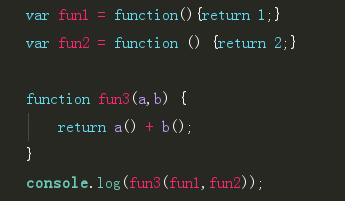 var fun1 = function(){return 1;}
var fun2 = function () {return 2;}
function fun3(a,b) {
return a() + b();
}
console.log(fun3(fun1,fun2));